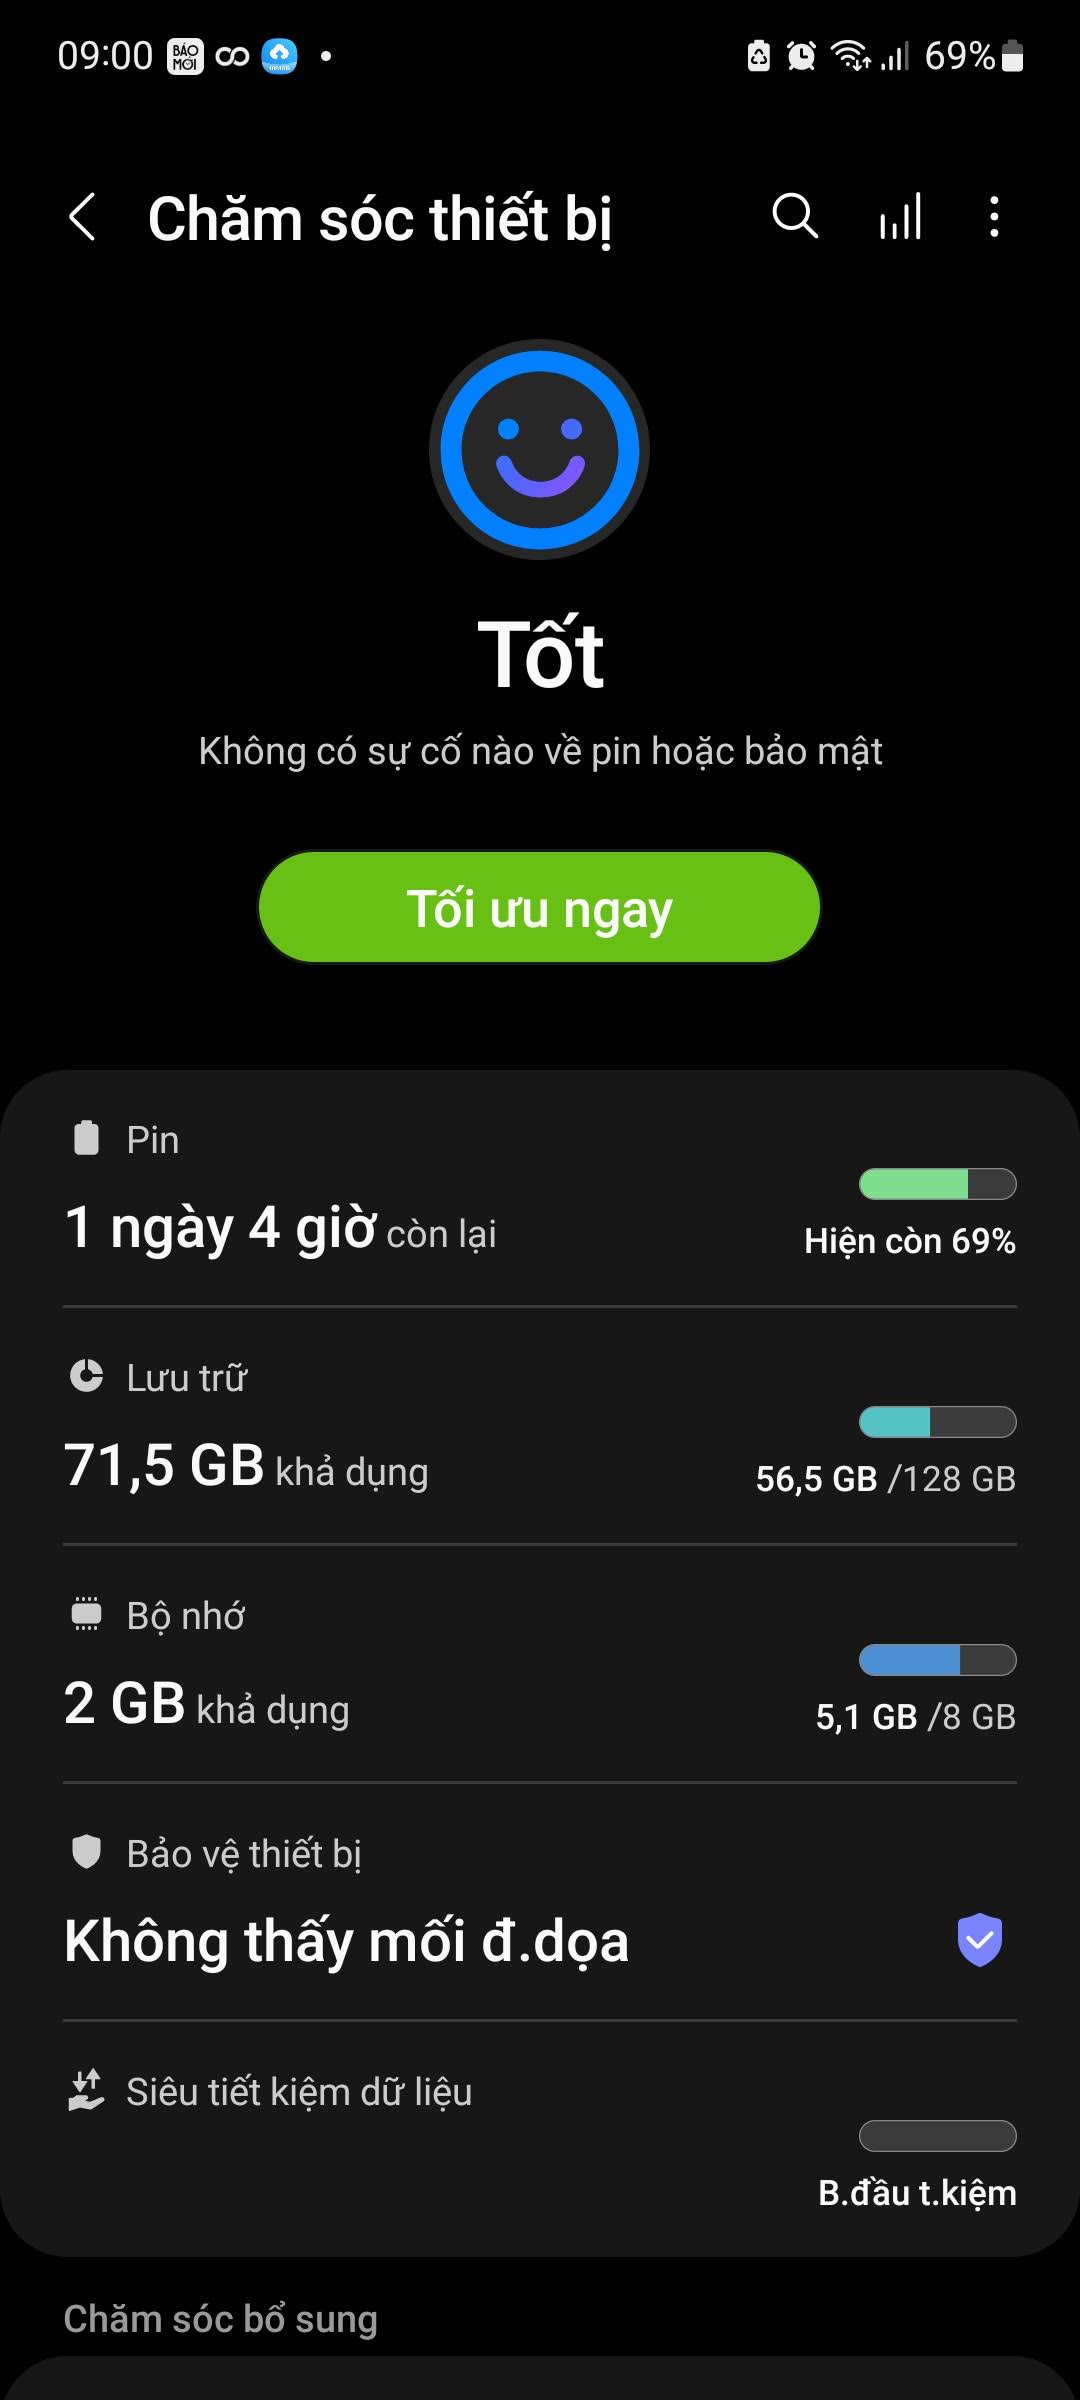 09:00 BÁO MỚI 69%
Chăm sóc thiết bị
Tốt
Không có sự cố nào về pin hoặc bảo mật
Tối ưu ngay
Pin
1 ngày 4 giờ còn lại
Hiện còn 69%
Lưu trữ
71,5 GB khả dụng
56,5 GB /128 GB
Bộ nhớ
2 GB khả dụng
5,1 GB /8 GB
Bảo vệ thiết bị
Không thấy mối đ.dọa
Siêu tiết kiệm dữ liệu
B.đầu t.kiệm
Chăm sóc bổ sung